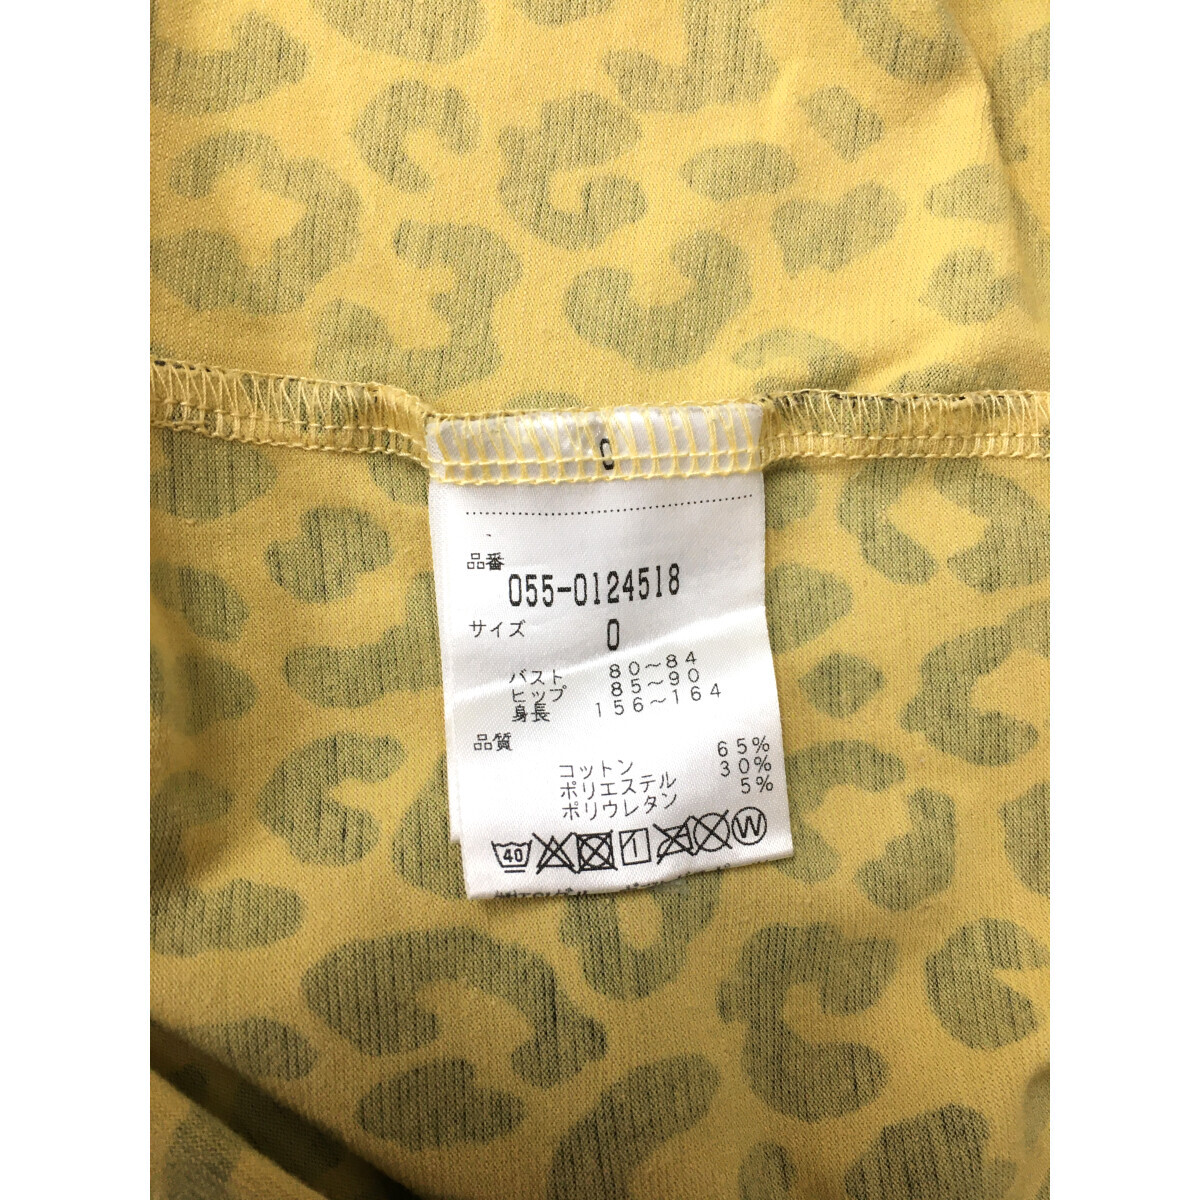 0
品番
055-0124518
サイズ 0
バスト 80～84
ヒップ 85～90
身長 156～164
品質
コットン 65%
ポリエステル 30%
ポリウレタン 5%
40
W